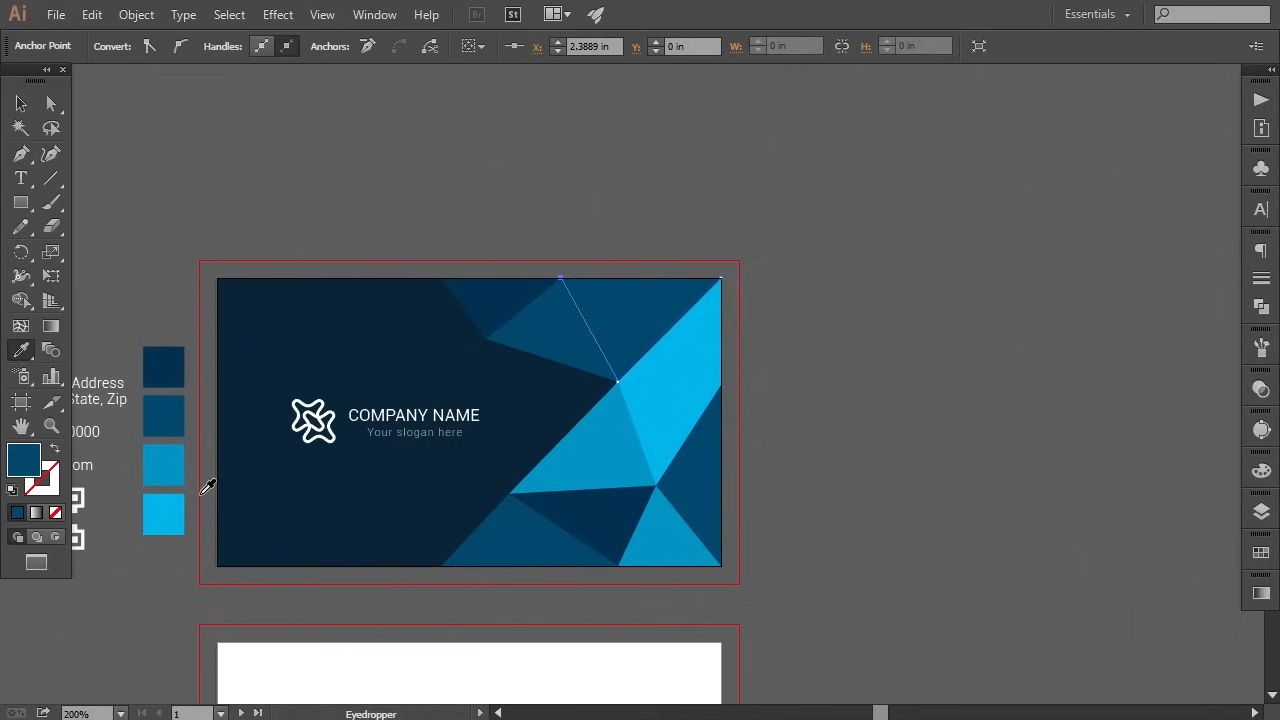 Ai File Edit Object Type Select Effect View Window Help Br St Essentials
Anchor Point Convert: Handles: Anchors: X: 2.3889 in Y: 0 in W: 0 in H: 0 in
Address
State, Zip
0000
om
COMPANY NAME
Your slogan here
200% 1 Eyedropper